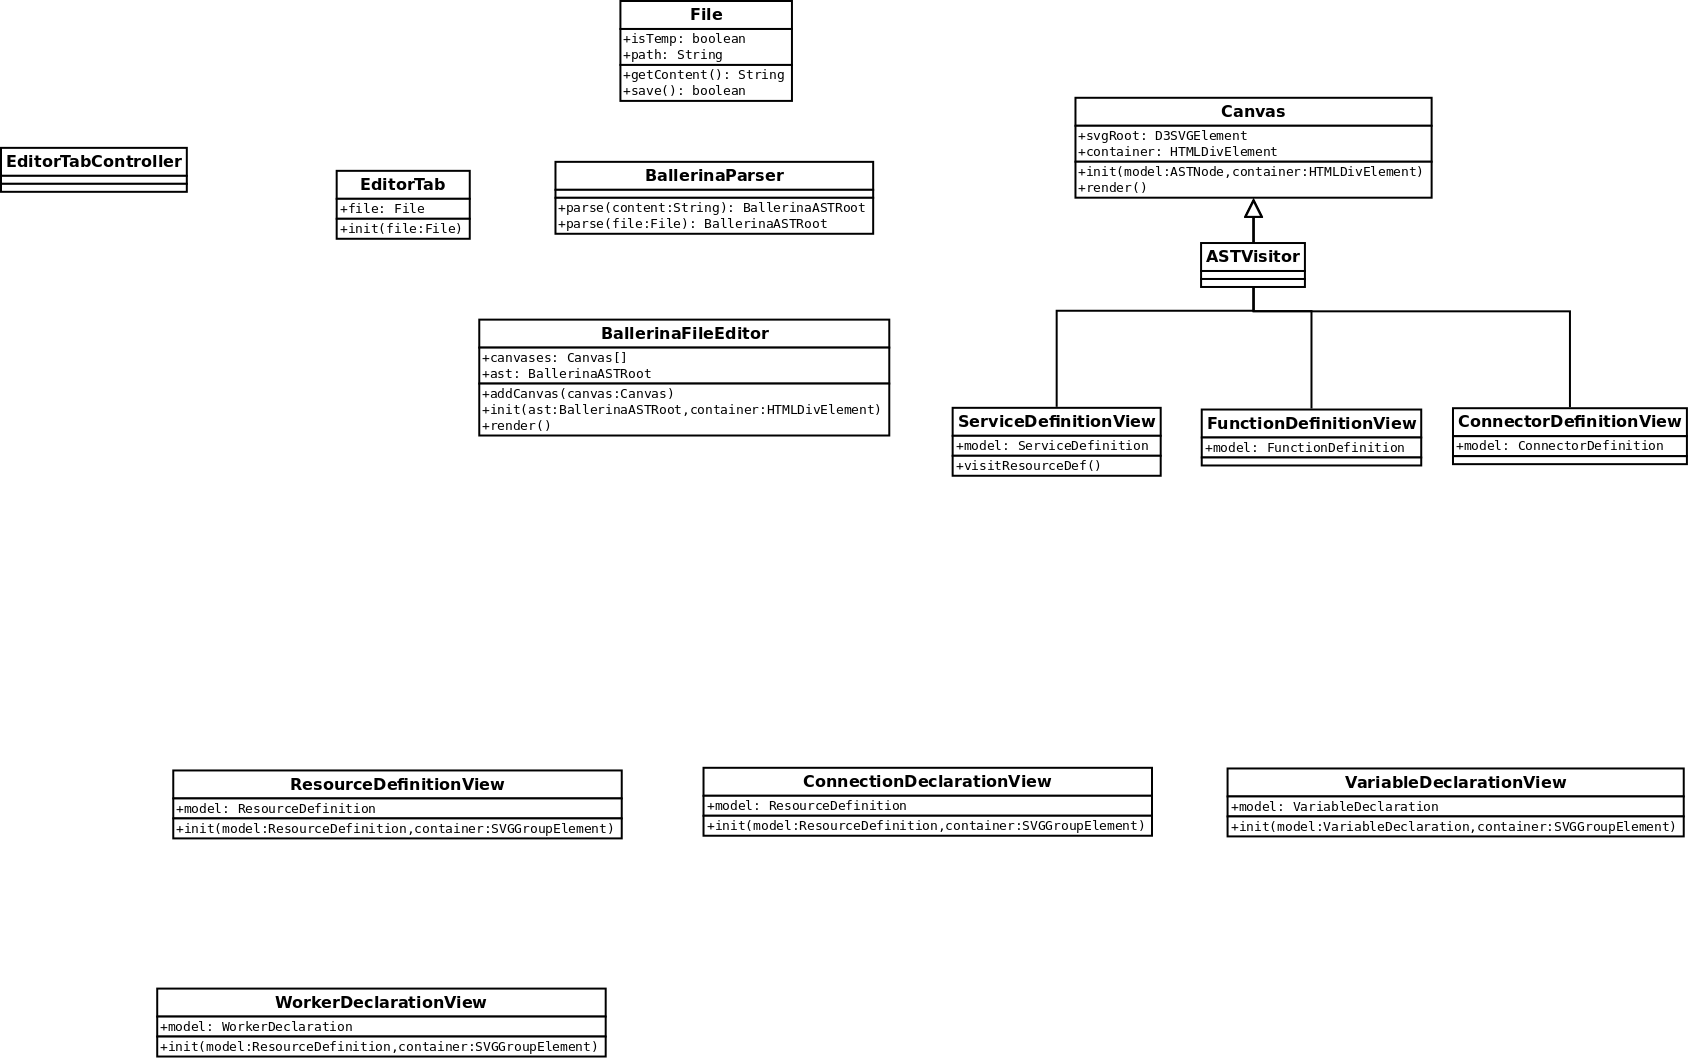 File
+isTemp: boolean
+path: String
+getContent(): String
+save(): boolean
Canvas
+svgRoot: D3SVGElement
+container: HTMLDivElement
+init(model:ASTNode,container:HTMLDivElement)
+render()
EditorTabController
EditorTab
+file: File
+init(file:File)
BallerinaParser
+parse(content:String): BallerinaASTRoot
+parse(file:File): BallerinaASTRoot
ASTVisitor
BallerinaFileEditor
+canvases: Canvas[]
+ast: BallerinaASTRoot
+addCanvas(canvas:Canvas)
+init(ast:BallerinaASTRoot,container:HTMLDivElement)
+render()
ServiceDefinitionView
+model: ServiceDefinition
+visitResourceDef()
FunctionDefinitionView
+model: FunctionDefinition
ConnectorDefinitionView
+model: ConnectorDefinition
ResourceDefinitionView
+model: ResourceDefinition
+init(model:ResourceDefinition,container:SVGGroupElement)
ConnectionDeclarationView
+model: ResourceDefinition
+init(model:ResourceDefinition,container:SVGGroupElement)
VariableDeclarationView
+model: VariableDeclaration
+init(model:VariableDeclaration,container:SVGGroupElement)
WorkerDeclarationView
+model: WorkerDeclaration
+init(model:ResourceDefinition,container:SVGGroupElement)